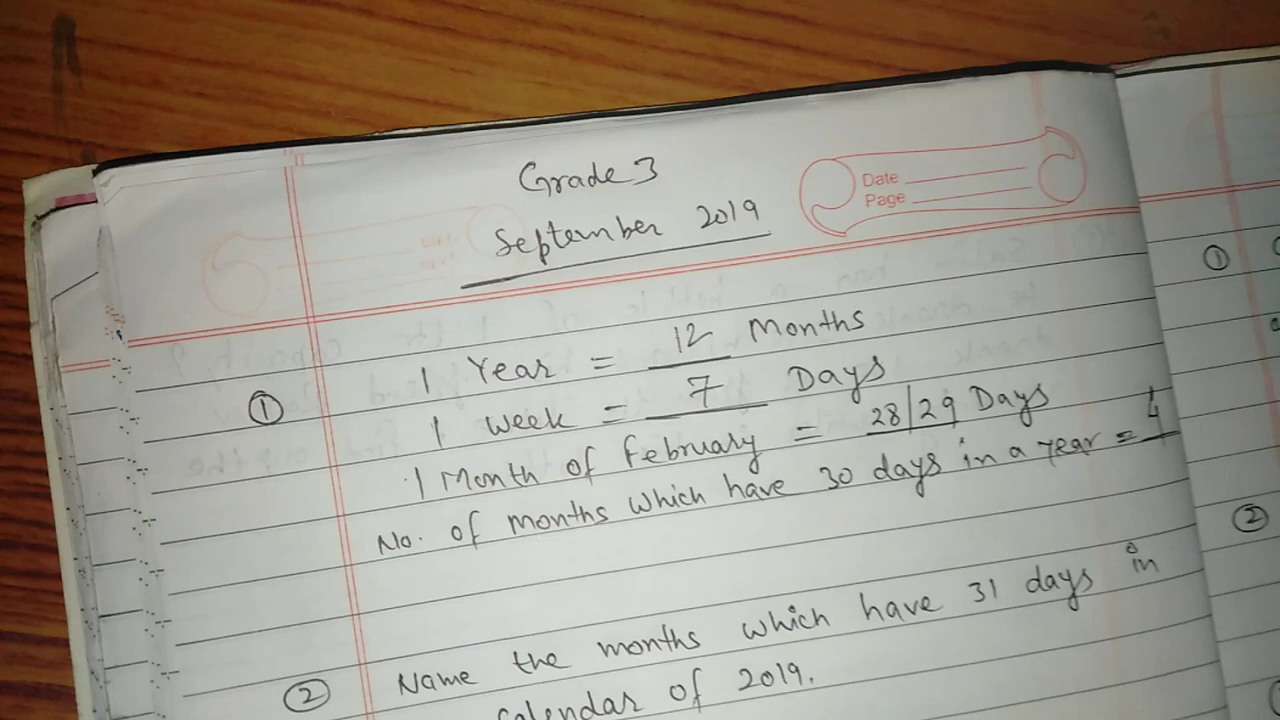 Grade 3
September 2019
Date
Page
① 1 Year = 12 Months
1 Week = 7 Days
1 Month of February = 28/29 Days
No. of months which have 30 days in a year = 4
② Name the months which have 31 days in
calendar of 2019.
①
②